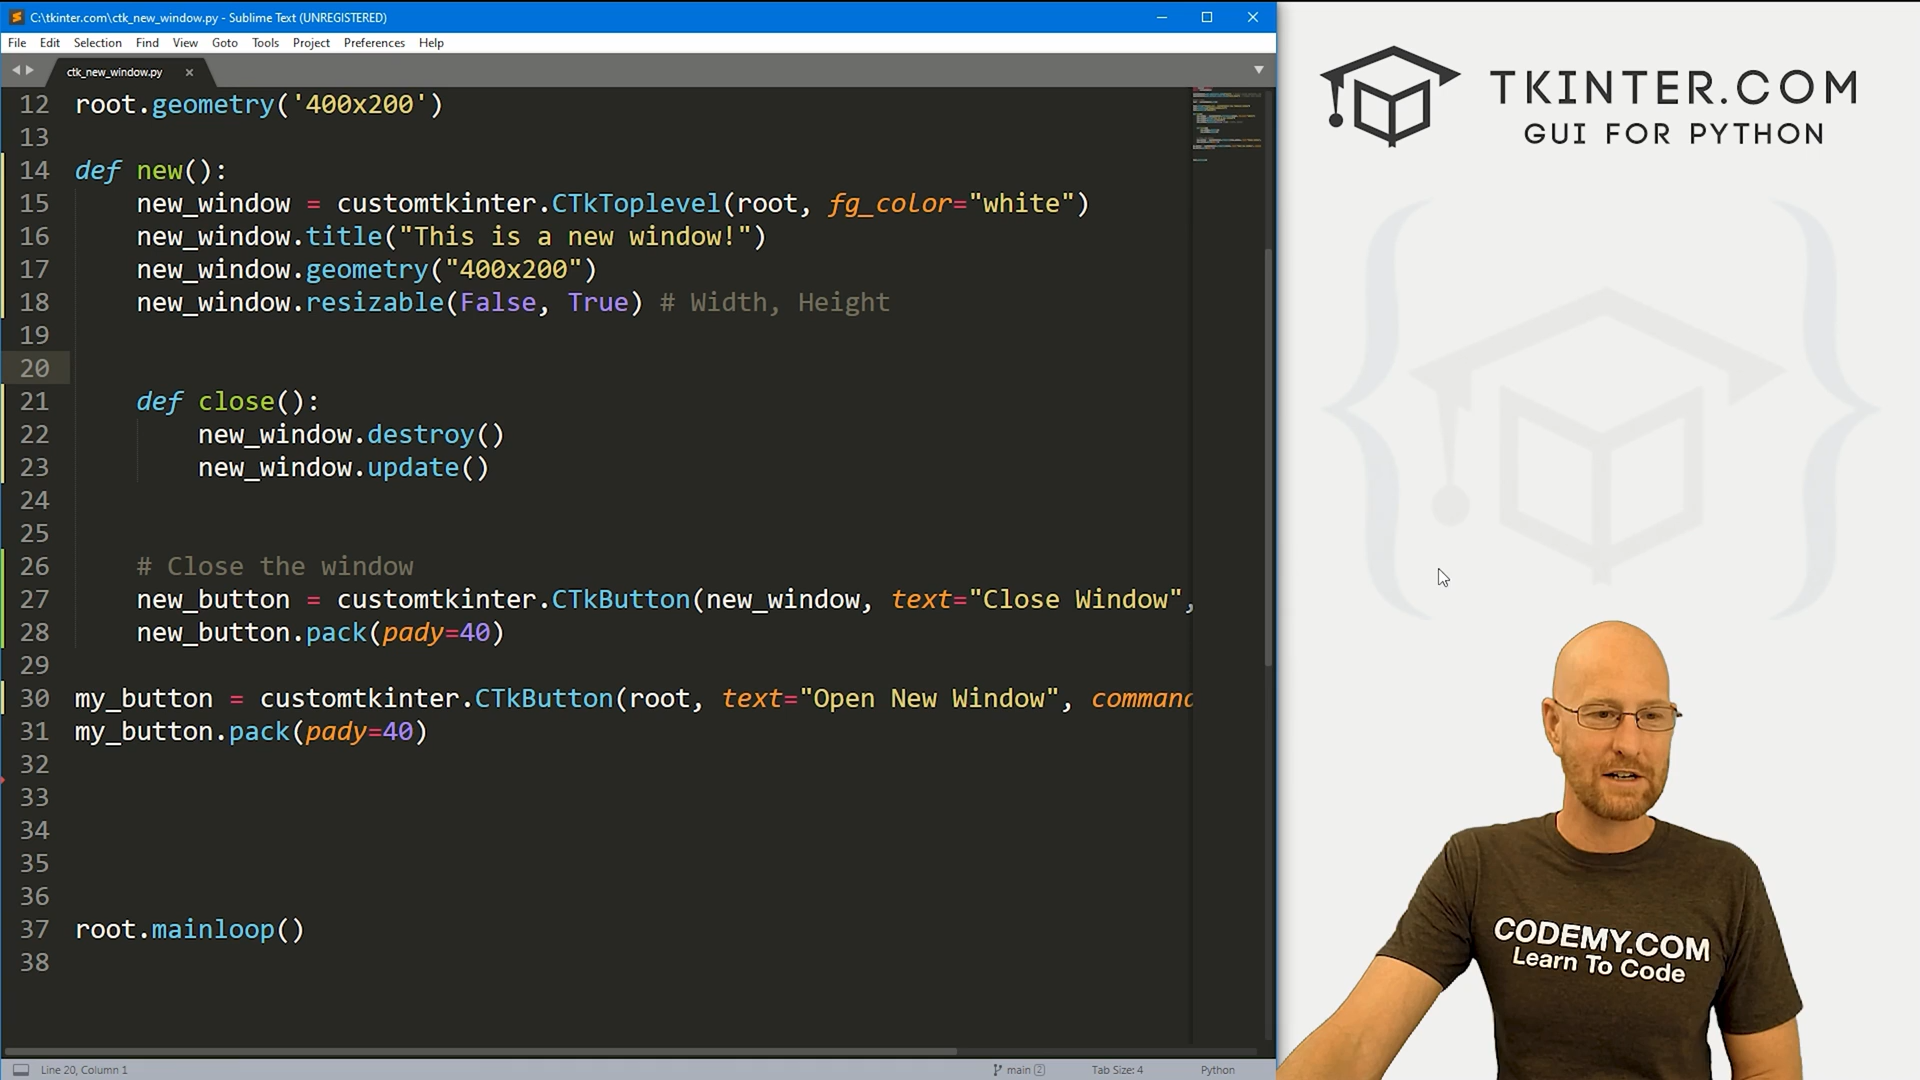 C:\tkinter.com\ctk_new_window.py - Sublime Text (UNREGISTERED)
File Edit Selection Find View Goto Tools Project Preferences Help
ctk_new_window.py
12 root.geometry('400x200')
13
14 def new():
15 new_window = customtkinter.CTkToplevel(root, fg_color="white")
16 new_window.title("This is a new window!")
17 new_window.geometry("400x200")
18 new_window.resizable(False, True) # Width, Height
19
20
21 def close():
22 new_window.destroy()
23 new_window.update()
24
25
26 # Close the window
27 new_button = customtkinter.CTkButton(new_window, text="Close Window",
28 new_button.pack(pady=40)
29
30 my_button = customtkinter.CTkButton(root, text="Open New Window", command
31 my_button.pack(pady=40)
32
33
34
35
36
37 root.mainloop()
38
Line 20, Column 1
main 2
Tab Size: 4
Python
TKINTER.COM
GUI FOR PYTHON
CODEMY.COM
Learn To Code